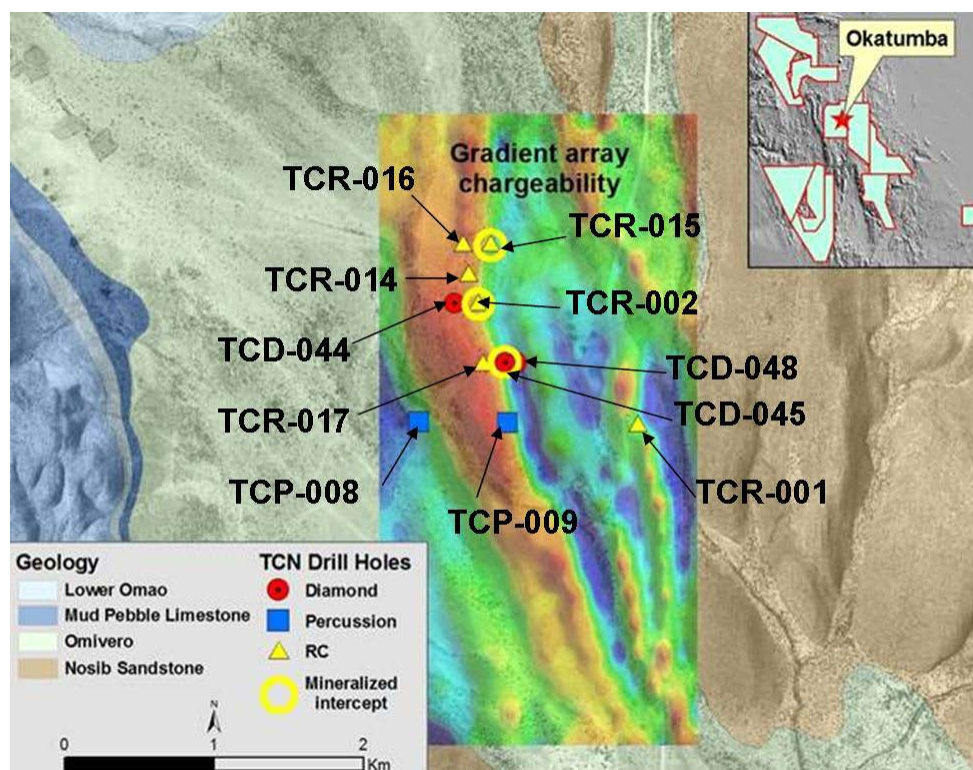 Okatumba
Gradient array
chargeability
TCR-016
TCR-015
TCR-014
TCR-002
TCD-044
TCD-048
TCR-017
TCD-045
TCP-008
TCR-001
TCP-009
Geology
Lower Omao
Mud Pebble Limestone
Omivero
Nosib Sandstone
TCN Drill Holes
Diamond
Percussion
RC
Mineralized
intercept
N
0 1 2
Km